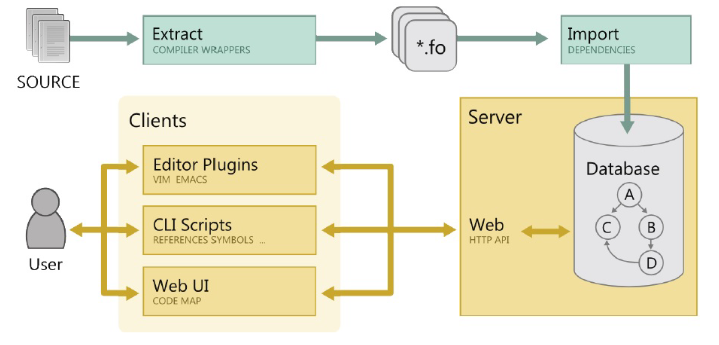 SOURCE
Extract
COMPILER WRAPPERS
*.fo
Import
DEPENDENCIES
Clients
Editor Plugins
VIM EMACS
CLI Scripts
REFERENCES SYMBOLS ...
Web UI
CODE MAP
User
Server
Web
HTTP API
Database
A
C
B
D